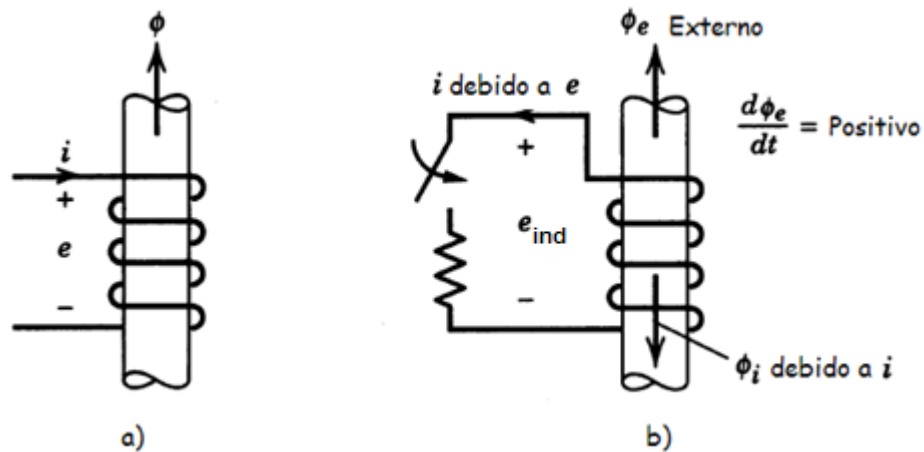 ϕ
i
+
e
−
a)
ϕe Externo
i debido a e
dϕe/dt = Positivo
+
eind
−
ϕi debido a i
b)